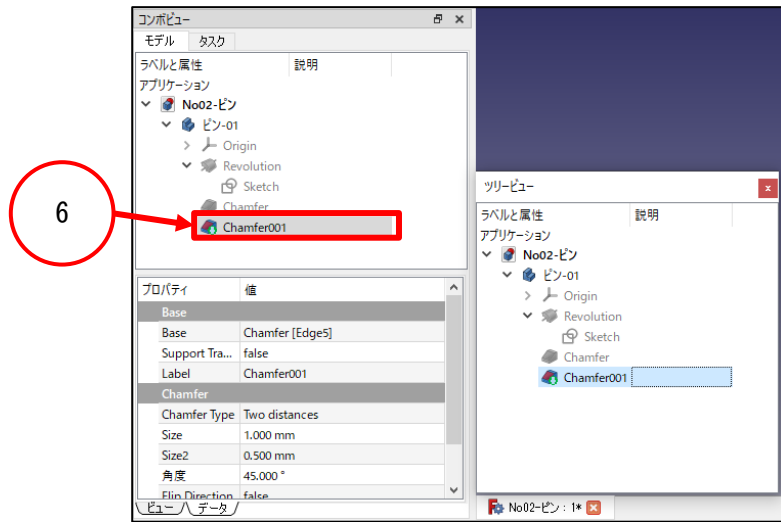 コンボビュー
モデル タスク
ラベルと属性 説明
アプリケーション
No02-ピン
ピン-01
Origin
Revolution
Sketch
Chamfer
Chamfer001
6
プロパティ 値
Base
Base Chamfer [Edge5]
Support Tra... false
Label Chamfer001
Chamfer
Chamfer Type Two distances
Size 1.000 mm
Size2 0.500 mm
角度 45.000 °
Flip Direction false
ビュー データ
ツリービュー
ラベルと属性 説明
アプリケーション
No02-ピン
ピン-01
Origin
Revolution
Sketch
Chamfer
Chamfer001
No02-ピン : 1*